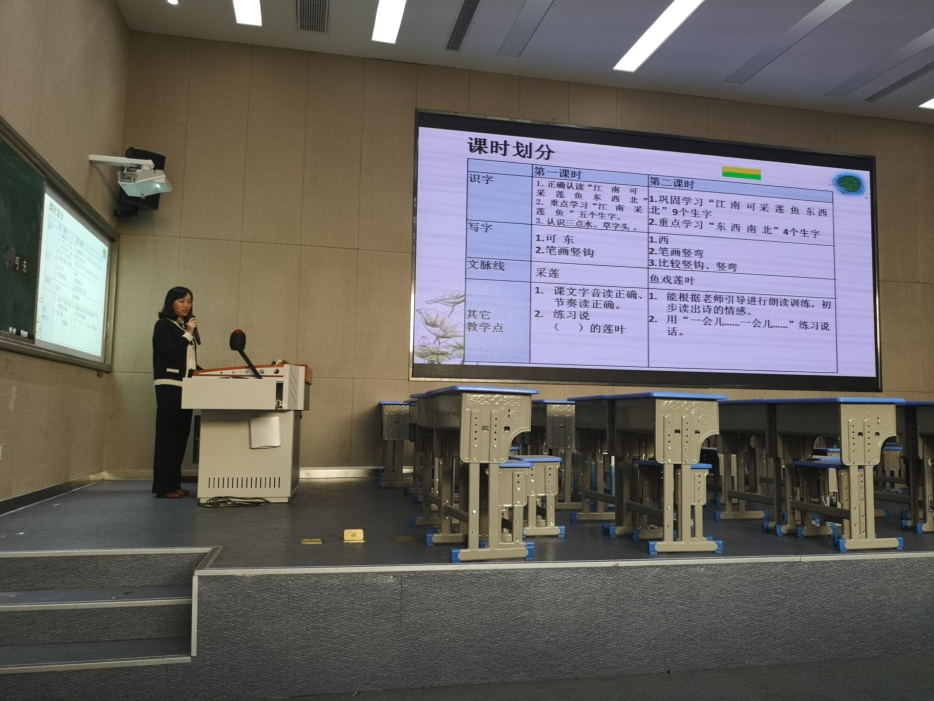 课时划分
第一课时
第二课时
识字
1. 正确认读“江 南 可
采 莲 鱼 东 西 北”
2. 重点学习“江 南 采
莲 鱼 ”五个生字。
3. 认识三点水、草字头。
1.巩固学习“江 南 可采 莲 鱼 东 西
北”9个生字
2.重点学习“东 西 南 北”4个生字
写字
1.可 东
2.笔画竖钩
1.西
2.笔画竖弯
3.比较竖钩、竖弯
文脉线
采莲
鱼戏莲叶
其它
教学点
1. 课文字音读正确、
节奏读正确。
2. 练习说
（ ）的莲叶
1. 能根据老师引导进行朗读训练，初
步读出诗的情感。
2. 用“一会儿……一会儿……”练习说
话。
可 东